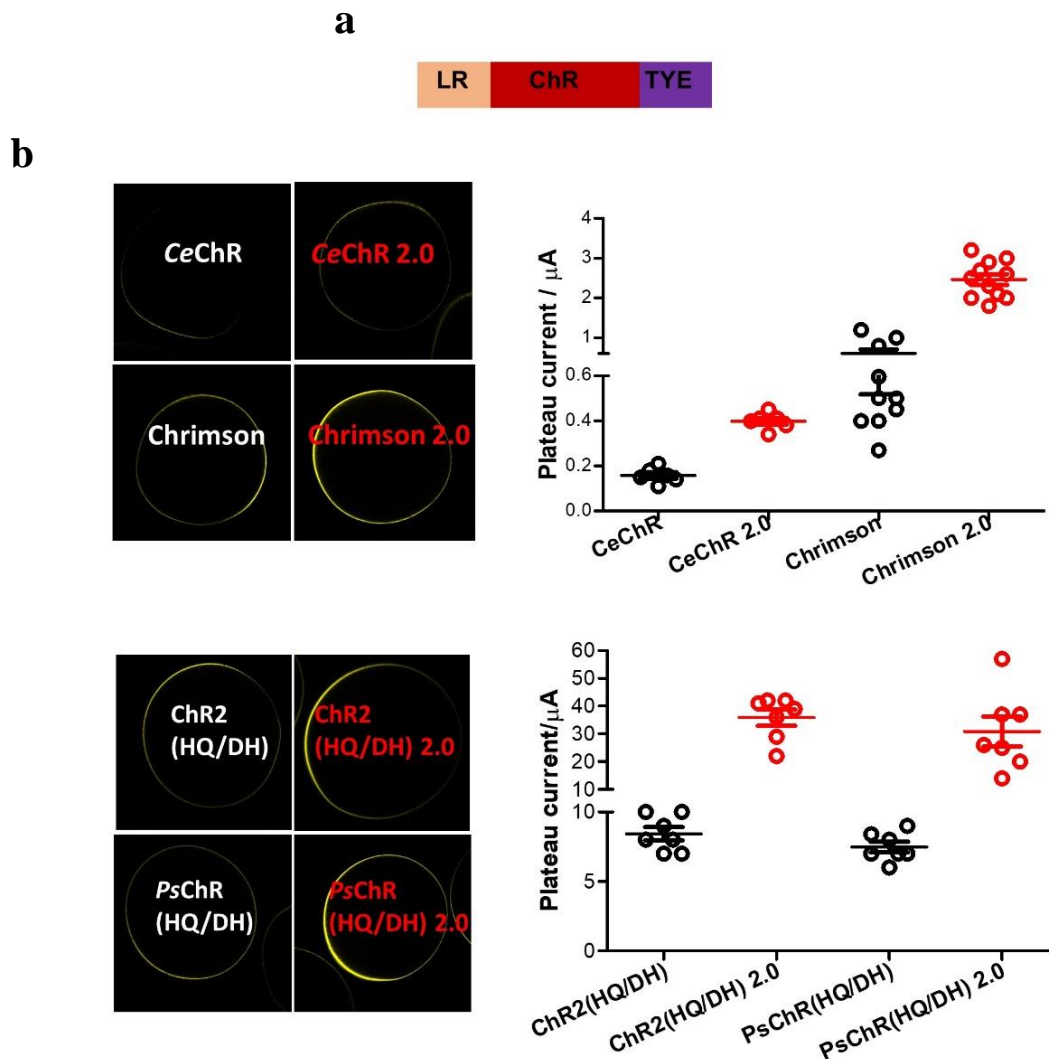 a
LR ChR TYE
b
CeChR
CeChR 2.0
Chrimson
Chrimson 2.0
Plateau current / μA
4
3
2
1
0.6
0.4
0.2
0.0
CeChR
CeChR 2.0
Chrimson
Chrimson 2.0
ChR2
(HQ/DH)
ChR2
(HQ/DH) 2.0
PsChR
(HQ/DH)
PsChR
(HQ/DH) 2.0
Plateau current/μA
60
50
40
30
20
10
10
5
0
ChR2(HQ/DH)
ChR2(HQ/DH) 2.0
PsChR(HQ/DH)
PsChR(HQ/DH) 2.0